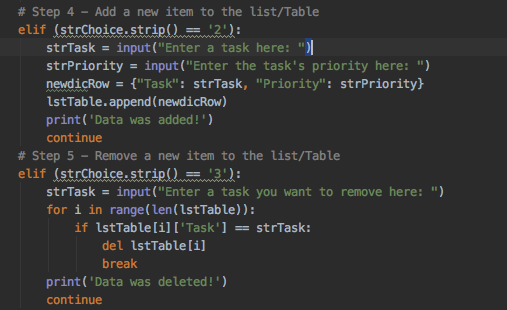 # Step 4 - Add a new item to the list/Table
elif (strChoice.strip() == '2'):
    strTask = input("Enter a task here: ")
    strPriority = input("Enter the task's priority here: ")
    newdicRow = {"Task": strTask, "Priority": strPriority}
    lstTable.append(newdicRow)
    print('Data was added!')
    continue
# Step 5 - Remove a new item to the list/Table
elif (strChoice.strip() == '3'):
    strTask = input("Enter a task you want to remove here: ")
    for i in range(len(lstTable)):
        if lstTable[i]['Task'] == strTask:
            del lstTable[i]
            break
    print('Data was deleted!')
    continue